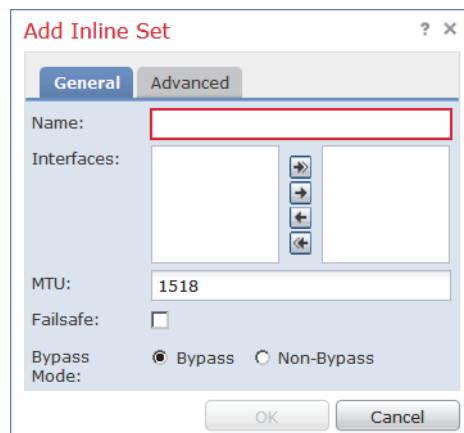 Add Inline Set
? ×
General Advanced
Name:
Interfaces:
MTU: 1518
Failsafe:
Bypass Mode: Bypass Non-Bypass
OK Cancel